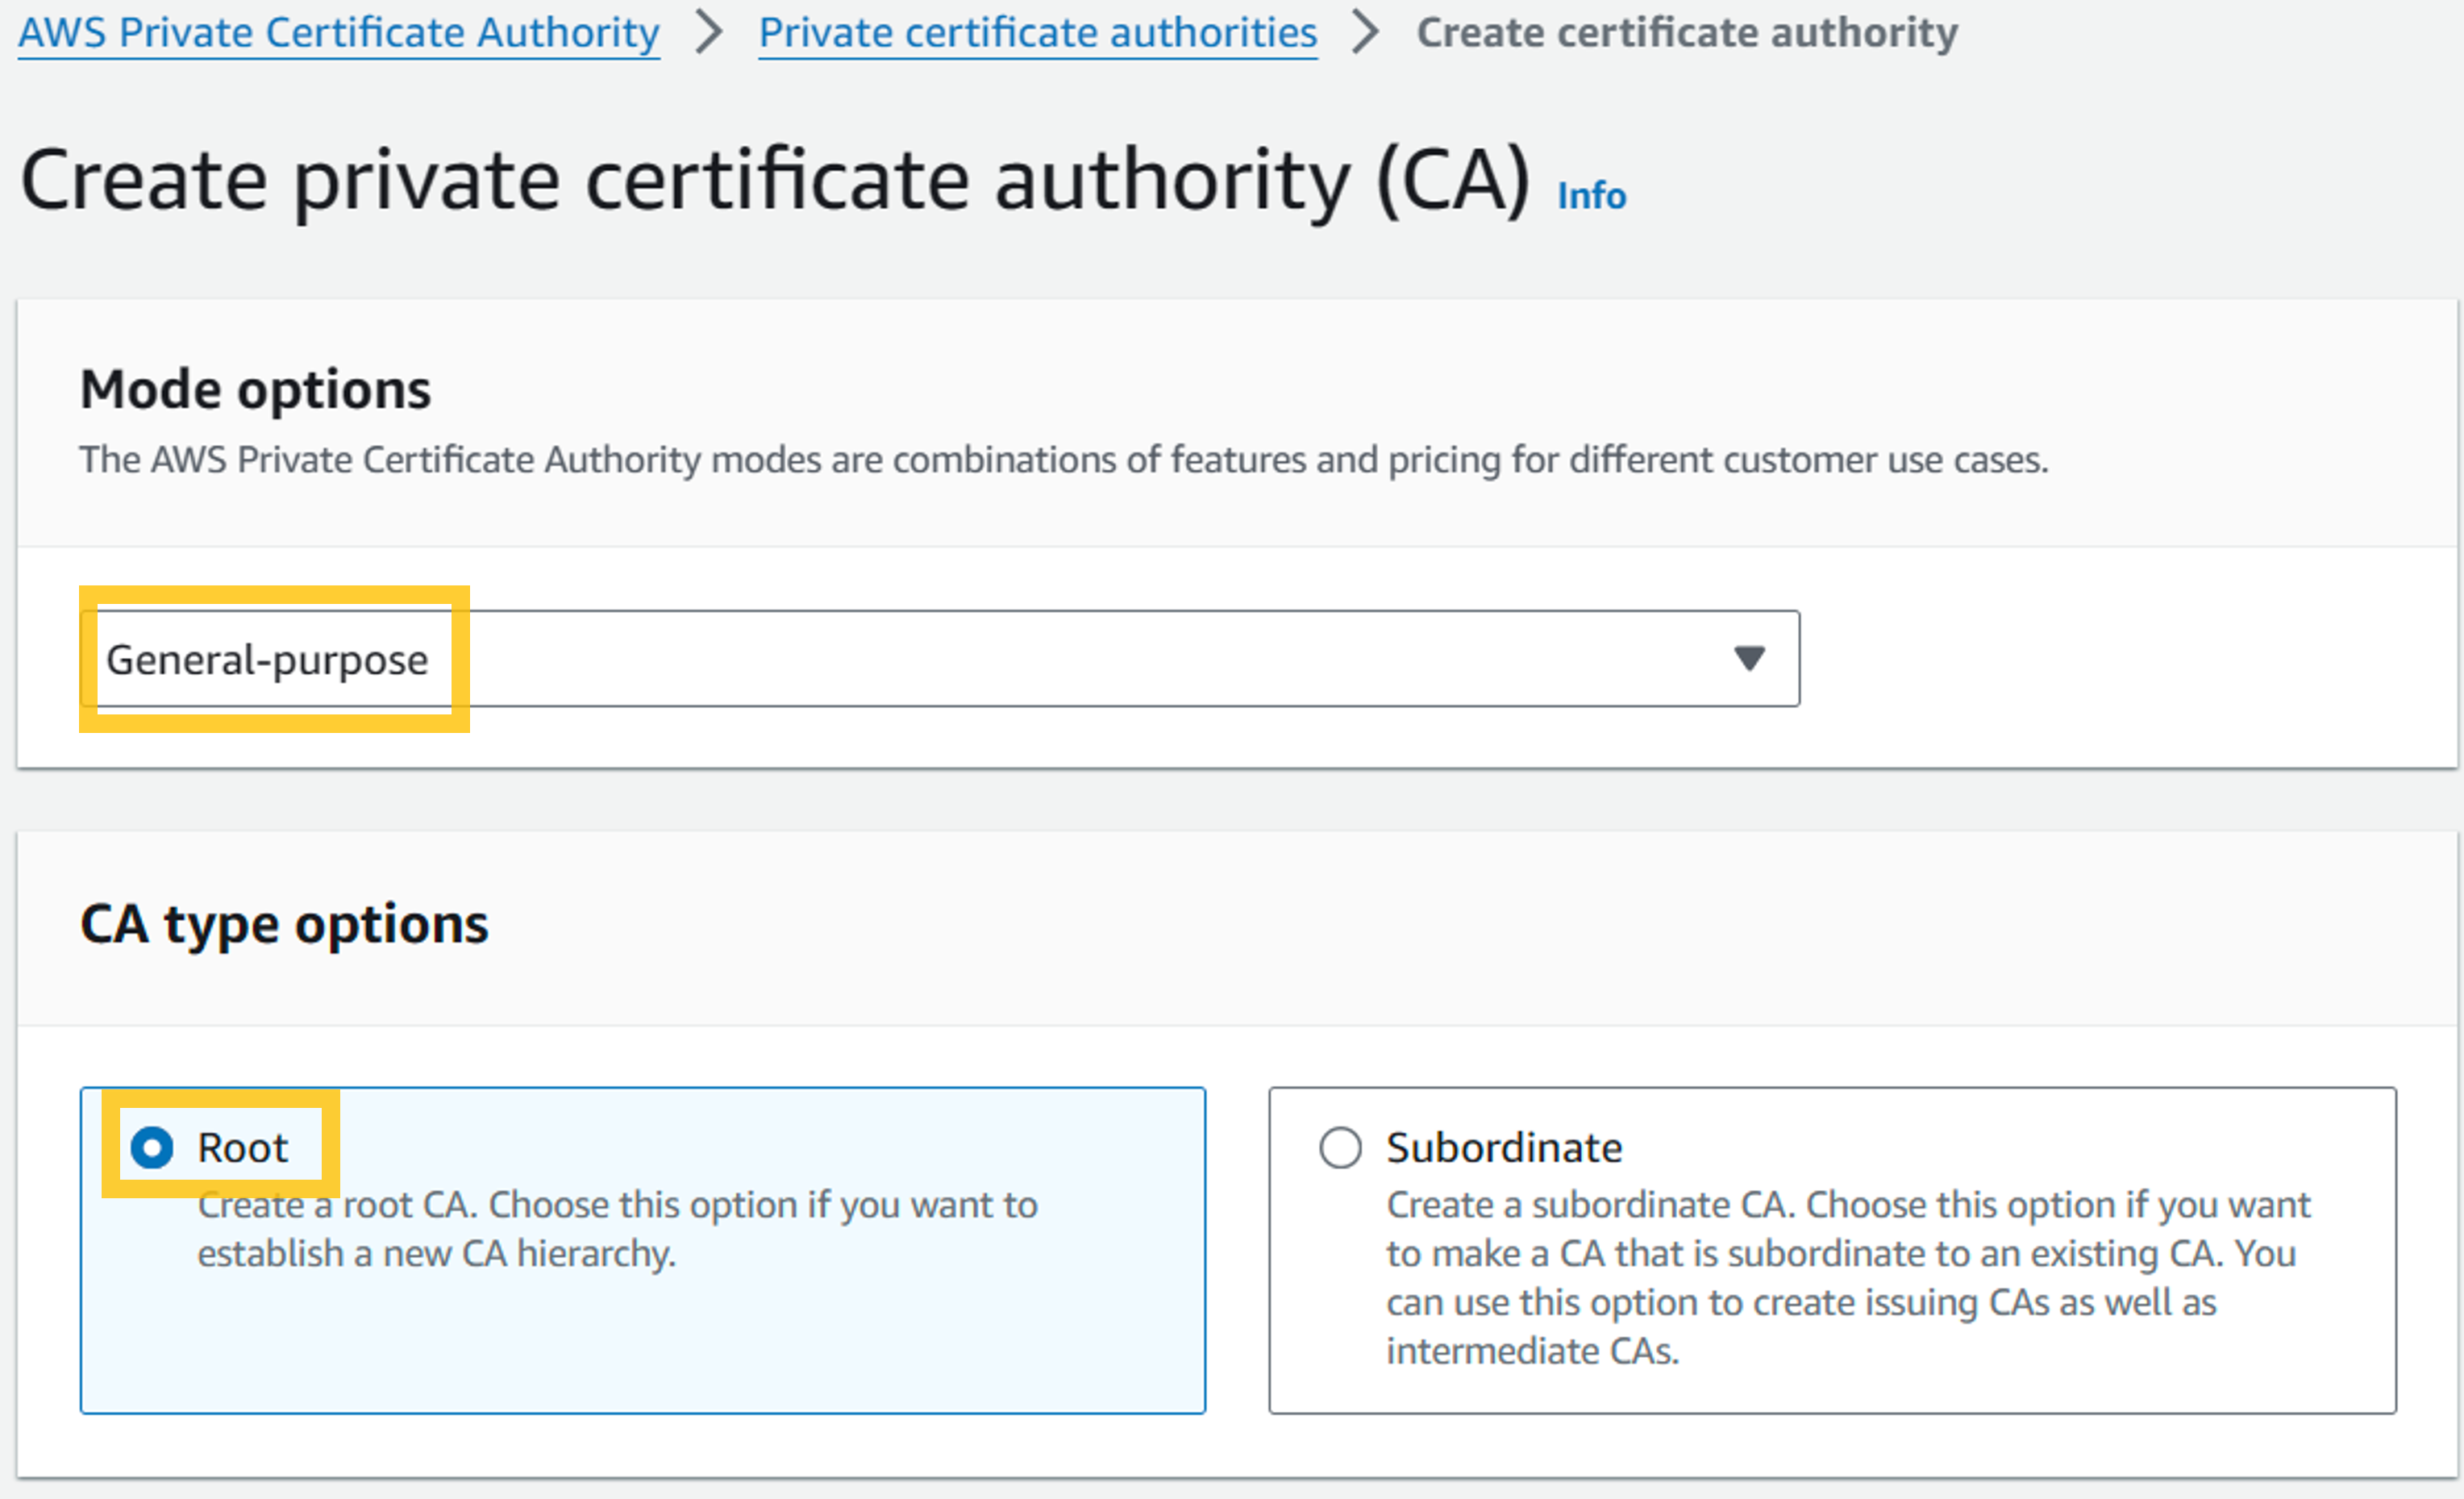 AWS Private Certificate Authority > Private certificate authorities > Create certificate authority
Create private certificate authority (CA) Info
Mode options
The AWS Private Certificate Authority modes are combinations of features and pricing for different customer use cases.
General-purpose
CA type options
Root
Create a root CA. Choose this option if you want to
establish a new CA hierarchy.
Subordinate
Create a subordinate CA. Choose this option if you want
to make a CA that is subordinate to an existing CA. You
can use this option to create issuing CAs as well as
intermediate CAs.